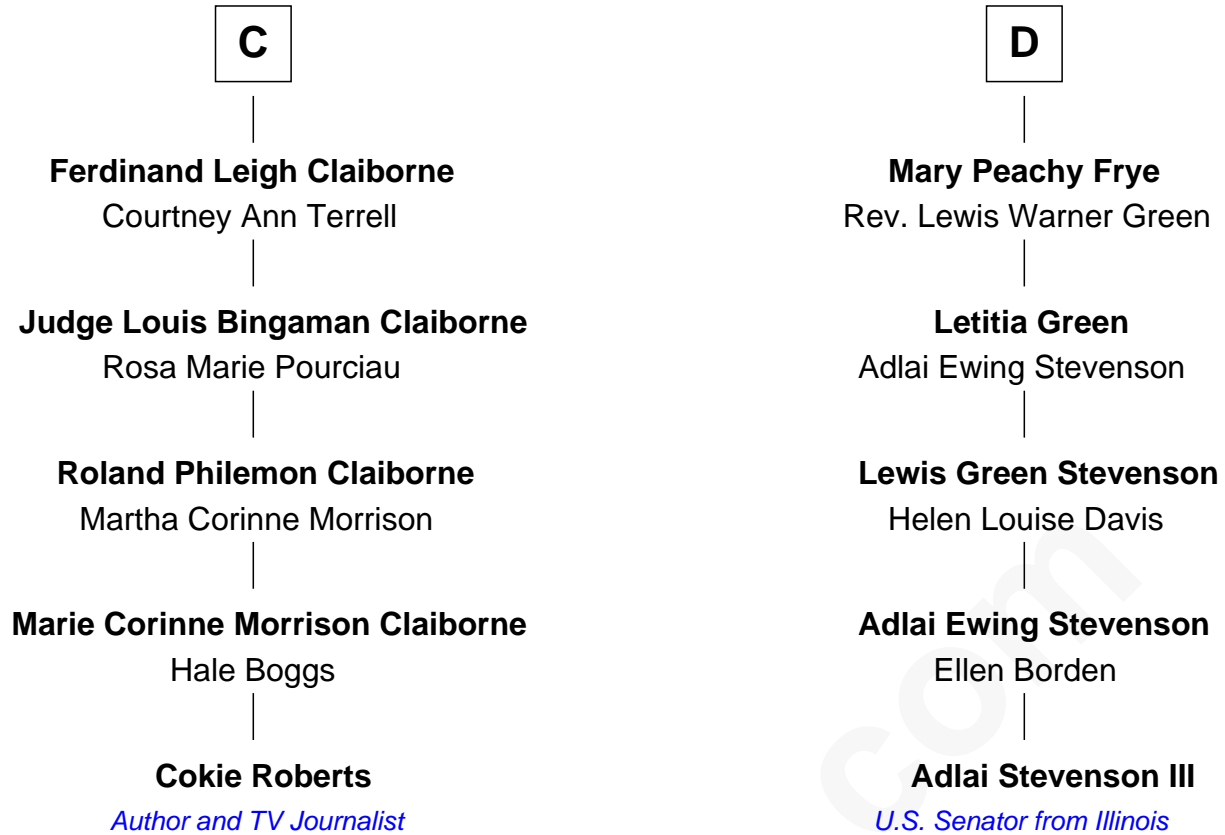 C
Ferdinand Leigh Claiborne
Courtney Ann Terrell
Judge Louis Bingaman Claiborne
Rosa Marie Pourciau
Roland Philemon Claiborne
Martha Corinne Morrison
Marie Corinne Morrison Claiborne
Hale Boggs
Cokie Roberts
Author and TV Journalist
D
Mary Peachy Frye
Rev. Lewis Warner Green
Letitia Green
Adlai Ewing Stevenson
Lewis Green Stevenson
Helen Louise Davis
Adlai Ewing Stevenson
Ellen Borden
Adlai Stevenson III
U.S. Senator from Illinois
com